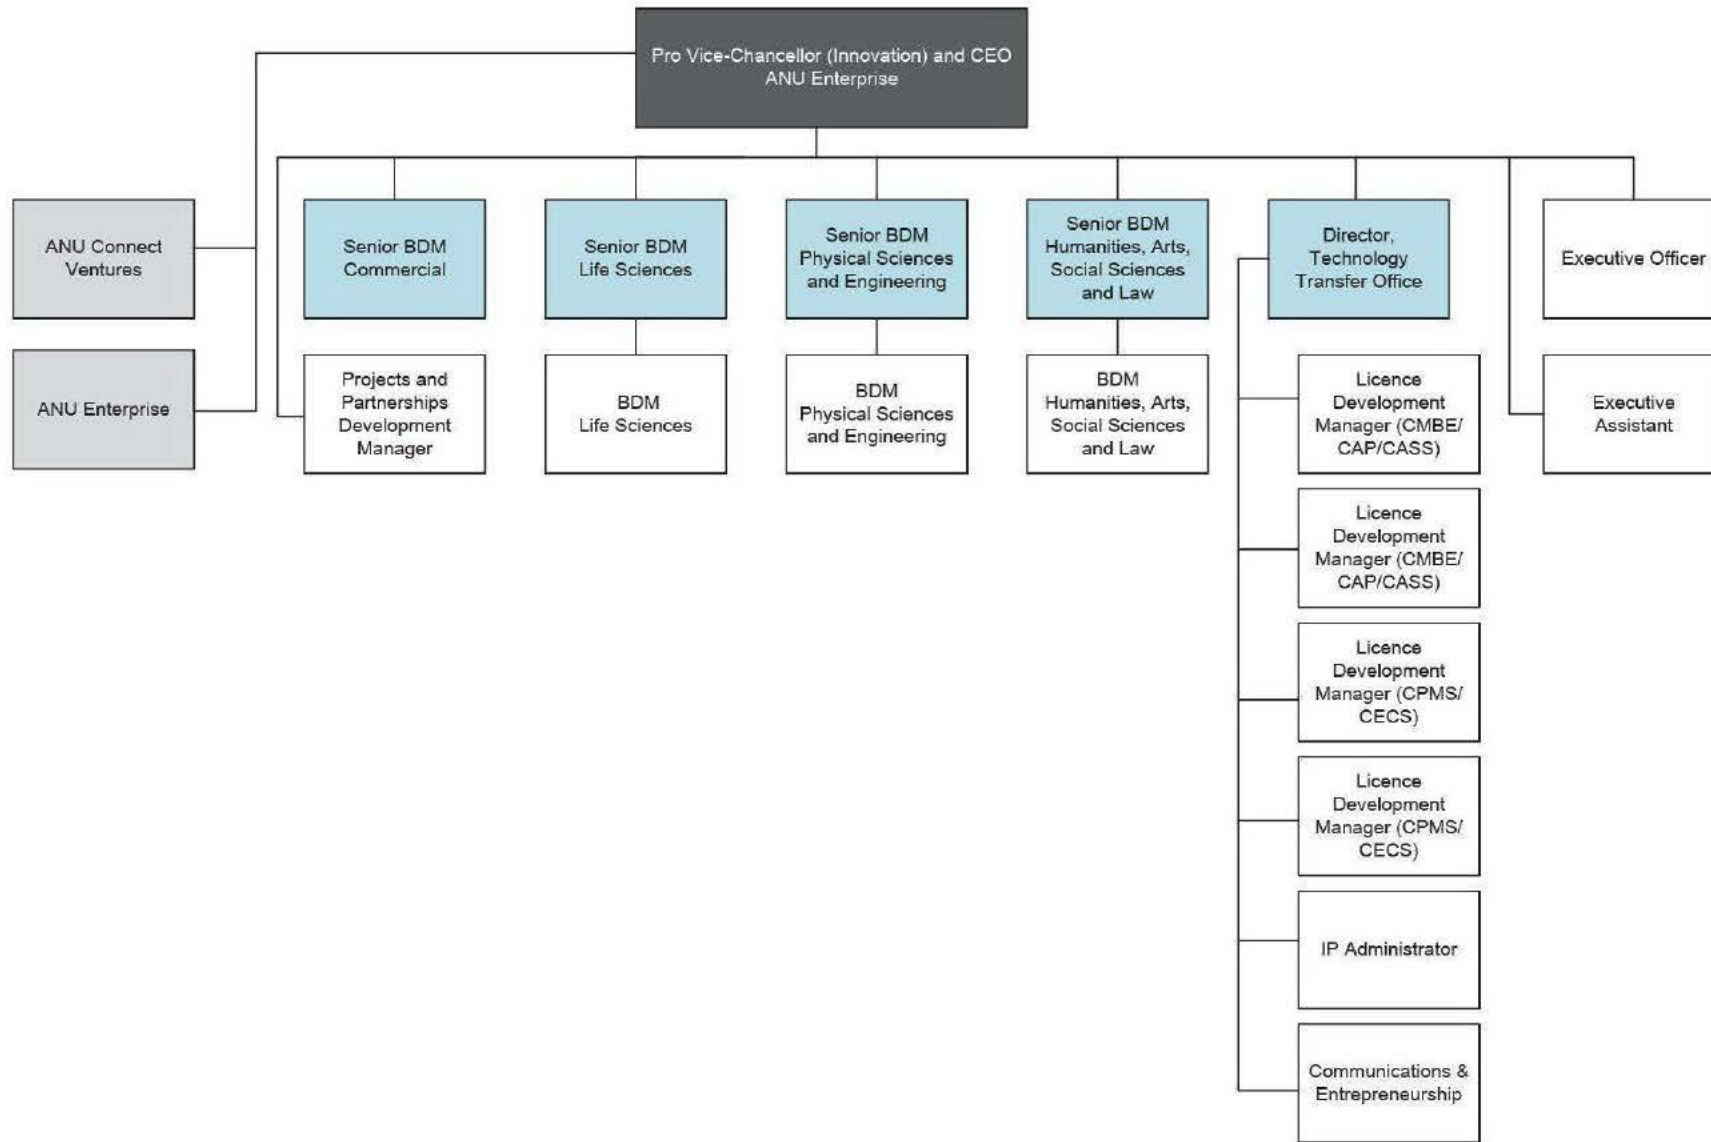 Pro Vice-Chancellor (Innovation) and CEO
ANU Enterprise
ANU Connect
Ventures
Senior BDM
Commercial
Senior BDM
Life Sciences
Senior BDM
Physical Sciences
and Engineering
Senior BDM
Humanities, Arts,
Social Sciences
and Law
Director,
Technology
Transfer Office
Executive Officer
ANU Enterprise
Projects and
Partnerships
Development
Manager
BDM
Life Sciences
BDM
Physical Sciences
and Engineering
BDM
Humanities, Arts,
Social Sciences
and Law
Licence
Development
Manager (CMBE/
CAP/CASS)
Executive
Assistant
Licence
Development
Manager (CMBE/
CAP/CASS)
Licence
Development
Manager (CPMS/
CECS)
Licence
Development
Manager (CPMS/
CECS)
IP Administrator
Communications &
Entrepreneurship